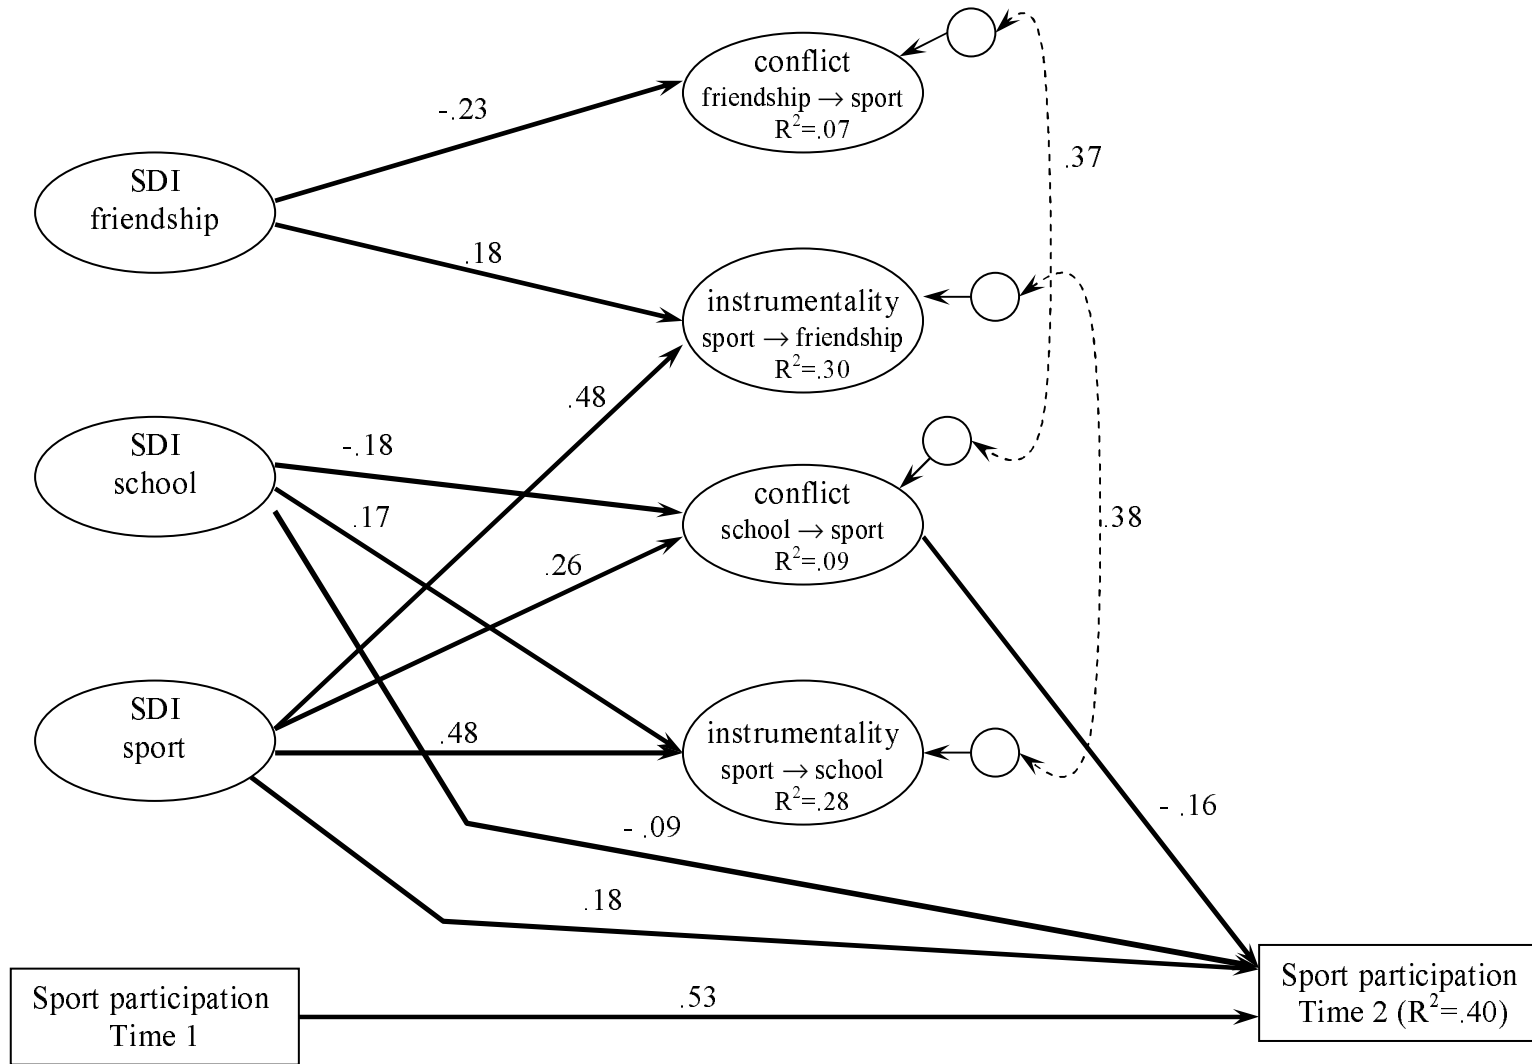 conflict
friendship → sport
R²=.07
-.23
.37
SDI
friendship
.18
instrumentality
sport → friendship
R²=.30
.48
SDI
school
-.18
.17
conflict
school → sport
R²=.09
.38
.26
SDI
sport
.48
instrumentality
sport → school
R²=.28
- .16
- .09
.18
Sport participation
Time 1
.53
Sport participation
Time 2 (R²=.40)